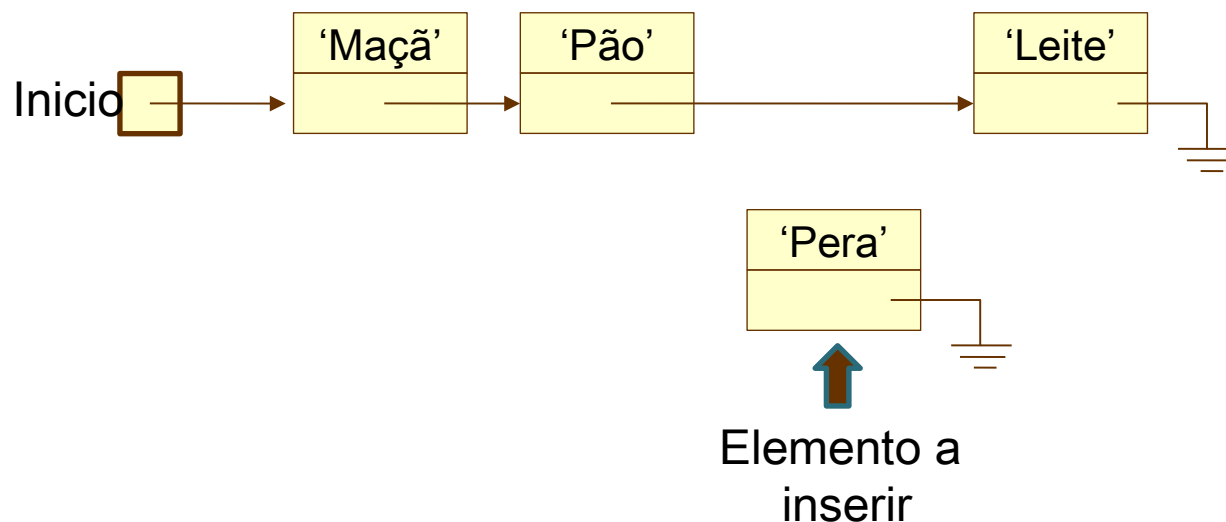 ‘Maçã’
‘Pão’
‘Leite’
Inicio
‘Pera’
Elemento a
inserir